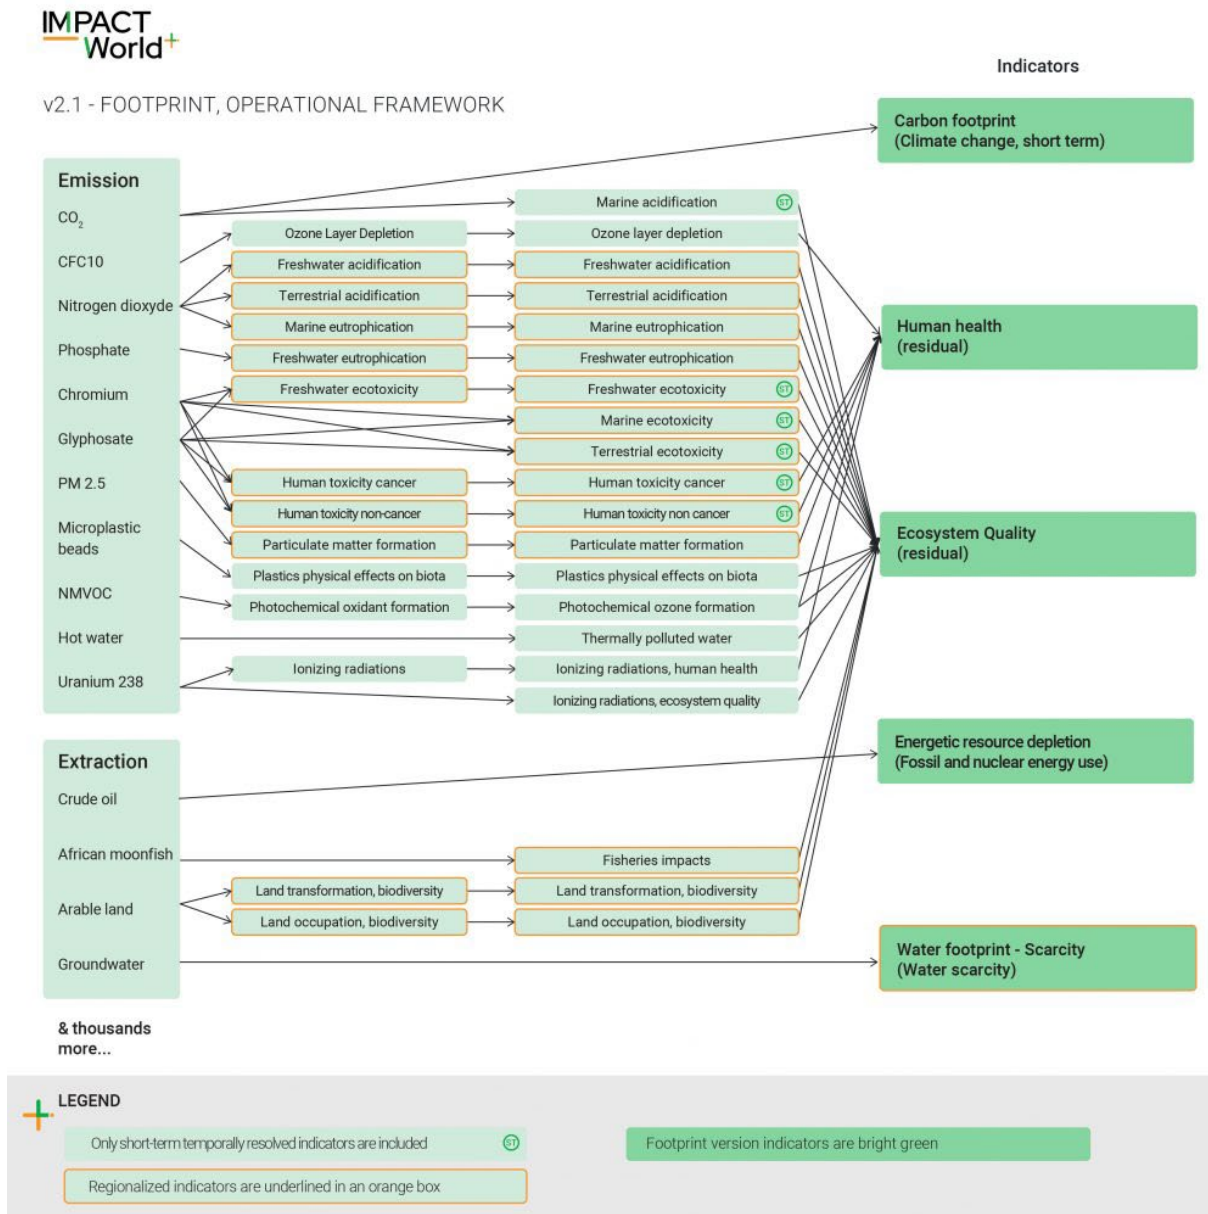 IMPACT
World+
Indicators
v2.1 - FOOTPRINT, OPERATIONAL FRAMEWORK
Carbon footprint
(Climate change, short term)
Emission
CO2
CFC10
Nitrogen dioxyde
Phosphate
Chromium
Glyphosate
PM 2.5
Microplastic
beads
NMVOC
Hot water
Uranium 238
Ozone Layer Depletion
Freshwater acidification
Terrestrial acidification
Marine eutrophication
Freshwater eutrophication
Freshwater ecotoxicity
Human toxicity cancer
Human toxicity non-cancer
Particulate matter formation
Plastics physical effects on biota
Photochemical oxidant formation
Ionizing radiations
Marine acidification ST
Ozone layer depletion
Freshwater acidification
Terrestrial acidification
Marine eutrophication
Freshwater eutrophication
Freshwater ecotoxicity ST
Marine ecotoxicity ST
Terrestrial ecotoxicity ST
Human toxicity cancer ST
Human toxicity non cancer ST
Particulate matter formation
Plastics physical effects on biota
Photochemical ozone formation
Thermally polluted water
Ionizing radiations, human health
Ionizing radiations, ecosystem quality
Human health
(residual)
Ecosystem Quality
(residual)
Energetic resource depletion
(Fossil and nuclear energy use)
Extraction
Crude oil
African moonfish
Arable land
Groundwater
Land transformation, biodiversity
Land occupation, biodiversity
Fisheries impacts
Land transformation, biodiversity
Land occupation, biodiversity
Water footprint - Scarcity
(Water scarcity)
& thousands
more...
LEGEND
Only short-term temporally resolved indicators are included ST
Footprint version indicators are bright green
Regionalized indicators are underlined in an orange box